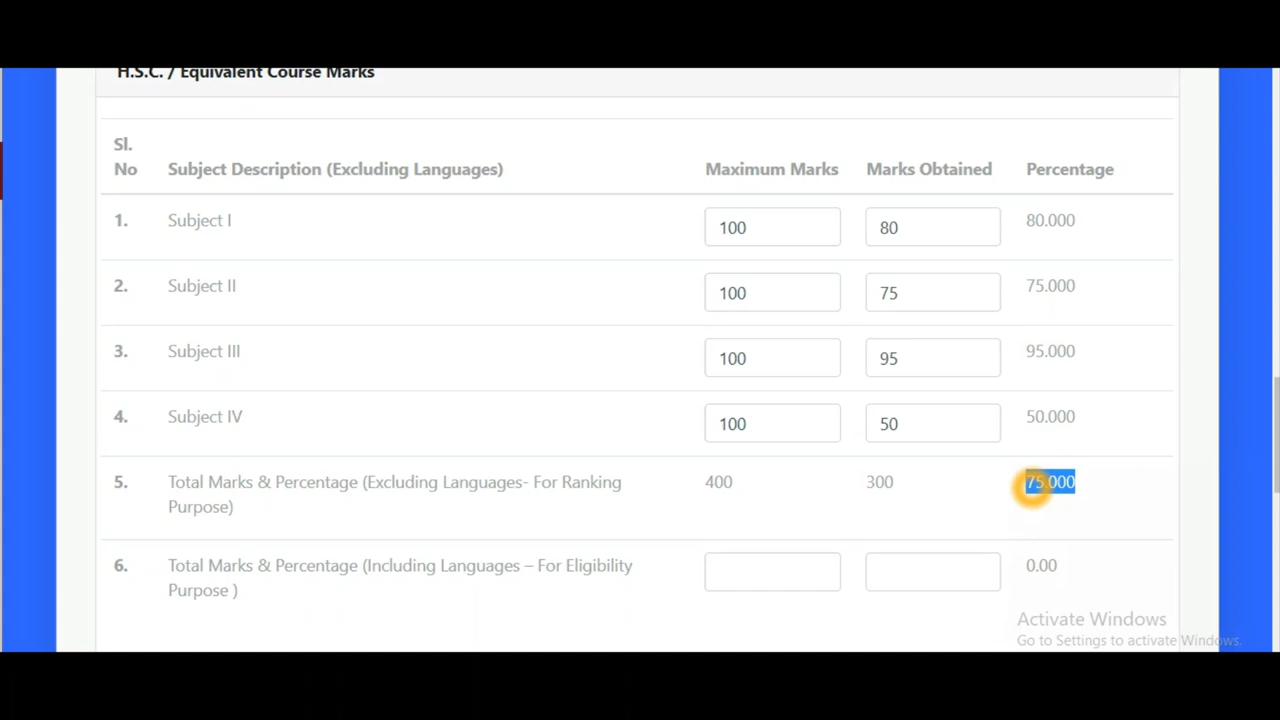 H.S.C. / Equivalent Course Marks
Sl.
No Subject Description (Excluding Languages) Maximum Marks Marks Obtained Percentage
1. Subject I 100 80 80.000
2. Subject II 100 75 75.000
3. Subject III 100 95 95.000
4. Subject IV 100 50 50.000
5. Total Marks & Percentage (Excluding Languages- For Ranking 400 300 75.000
Purpose)
6. Total Marks & Percentage (Including Languages – For Eligibility 0.00
Purpose )
Activate Windows
Go to Settings to activate Windows.